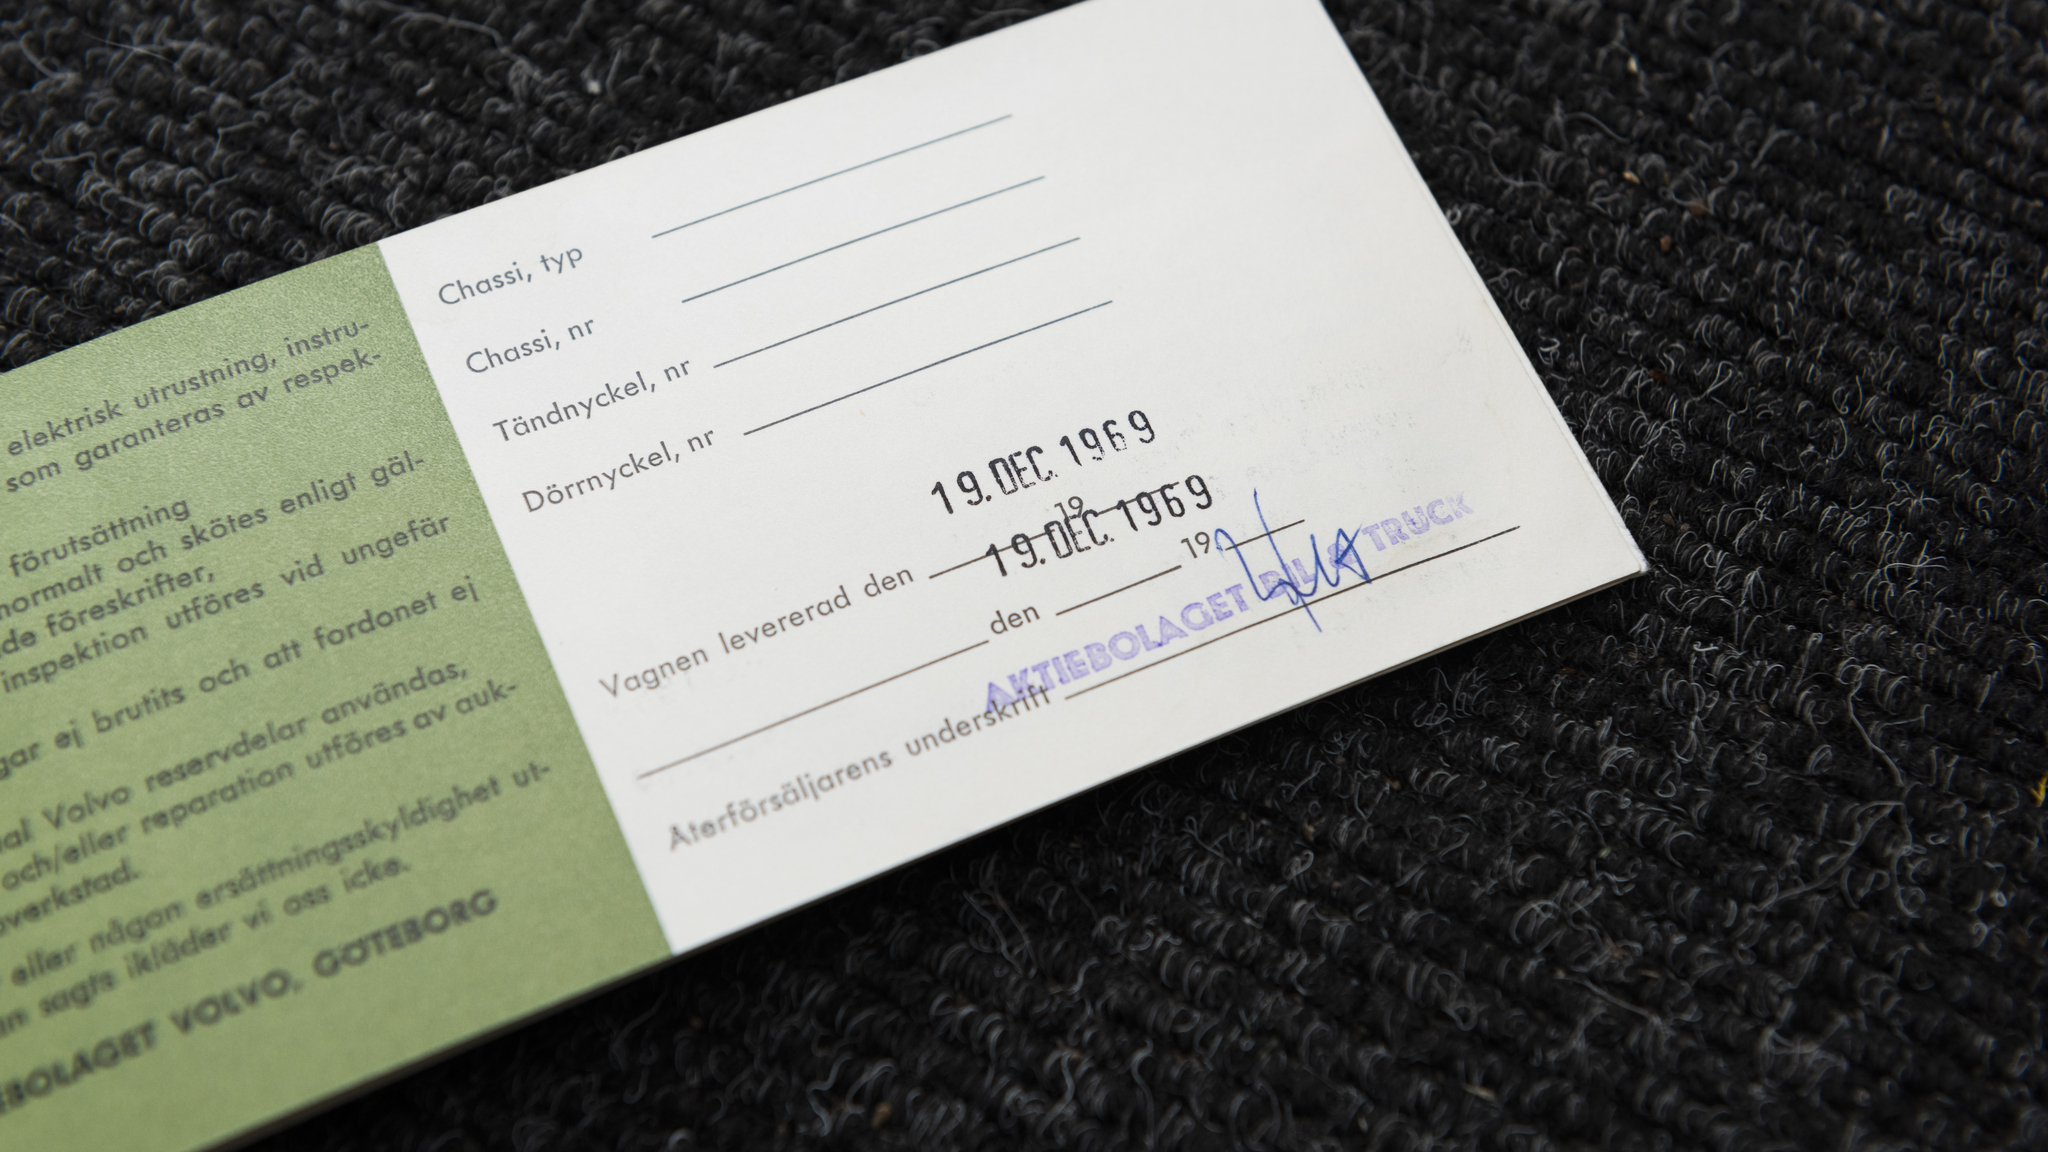 elektrisk utrustning, instru-
som garanteras av respek-
förutsättning
normalt och skötes enligt gäl-
de föreskrifter,
inspektion utföres vid ungefär
gar ej brutits och att fordonet ej
Volvo reservdelar användas,
och/eller reparation utföres av auk-
verkstad.
eller någon ersättningsskyldighet ut-
sagts ikläder vi oss icke.
BOLAGET VOLVO, GÖTEBORG
Chassi, typ
Chassi, nr
Tändnyckel, nr
Dörrnyckel, nr
19. DEC. 1969
Vagnen levererad den 19
19. DEC. 1969
den 19
AKTIEBOLAGET BIL & TRUCK
Återförsäljarens underskrift